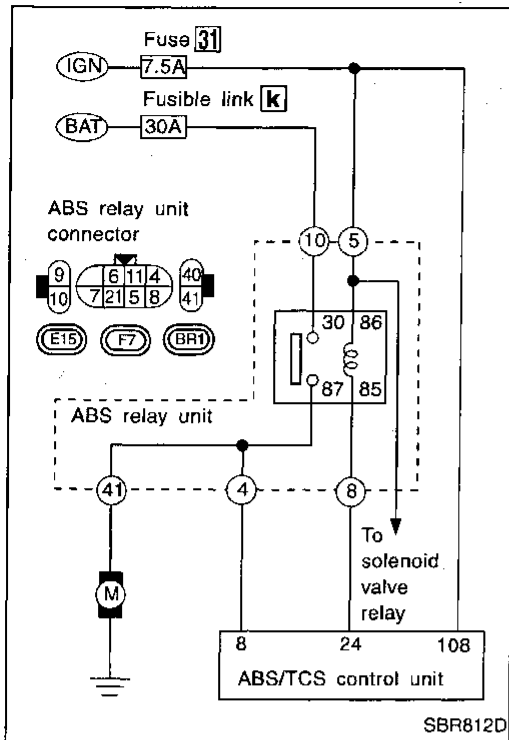 Fuse 31
IGN 7.5A
Fusible link k
BAT 30A
ABS relay unit
connector
10 5
9 6 11 4 40
10 7 21 5 8 41
E15 F7 BR1
30 86
87 85
ABS relay unit
41 4 8
To
solenoid
valve
relay
M
8 24 108
ABS/TCS control unit
SBR812D